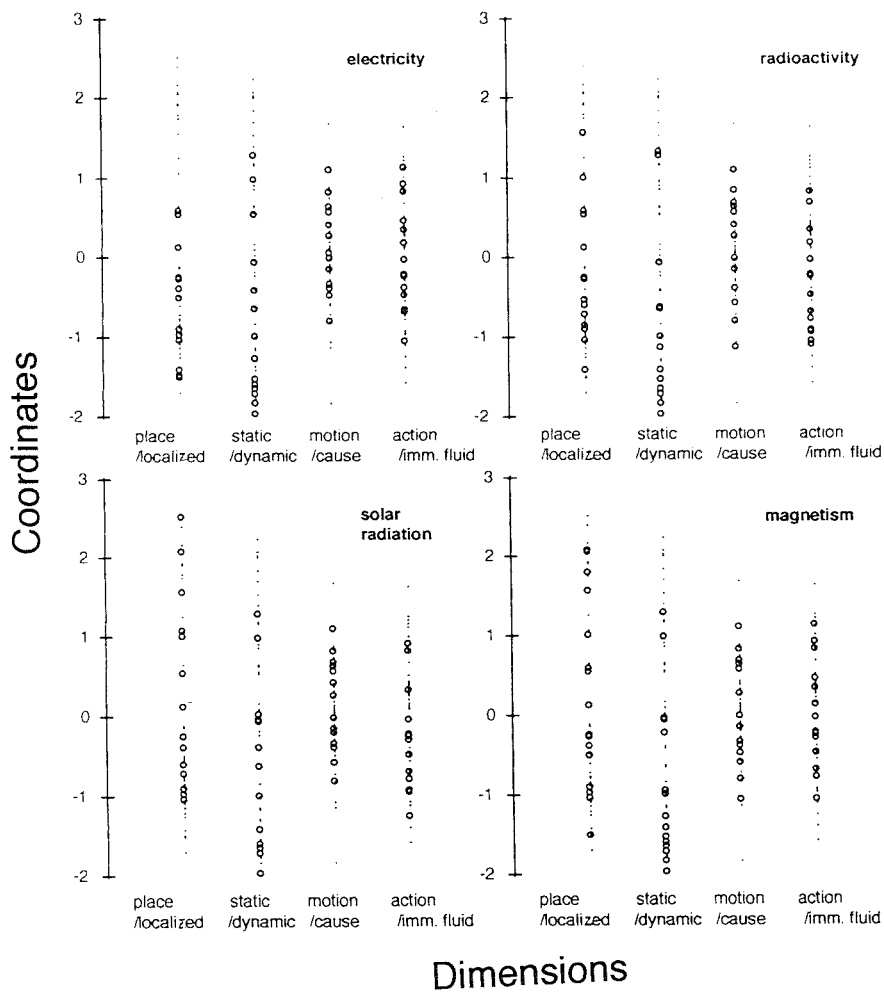 Coordinates
3
electricity
2
1
0
-1
-2
place static motion action
/localized /dynamic /cause /imm. fluid
3
radioactivity
2
1
0
-1
-2
place static motion action
/localized /dynamic /cause /imm. fluid
3
solar
radiation
2
1
0
-1
-2
place static motion action
/localized /dynamic /cause /imm. fluid
3
magnetism
2
1
0
-1
-2
place static motion action
/localized /dynamic /cause /imm. fluid
Dimensions